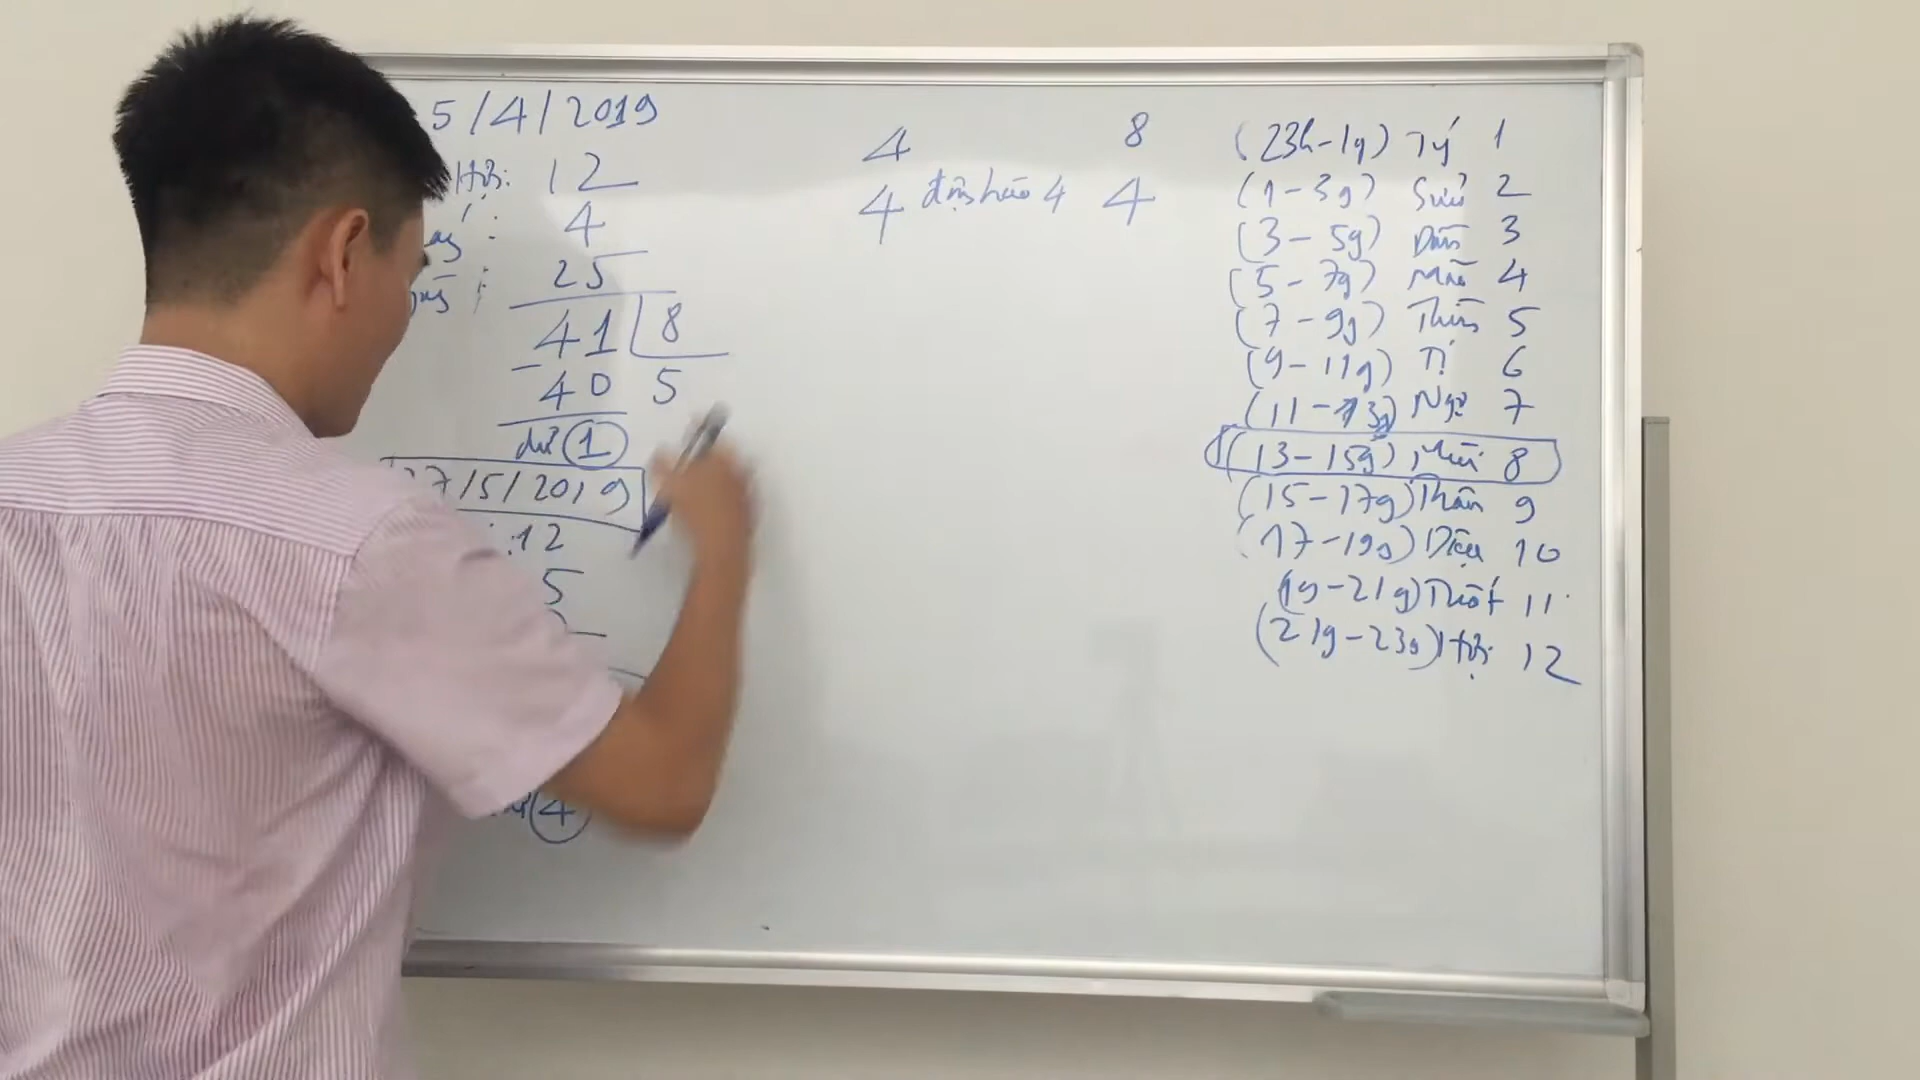 5/4/2019
Hợi: 12
4
25
41 8
40 5
dư 1
7/5/2019
:12
5
4
4 8
4 động hào 4 4
(23h-1g) Tý 1
(1-3g) Sửu 2
(3-5g) Dần 3
(5-7g) Mão 4
(7-9g) Thìn 5
(9-11g) Tị 6
(11-13g) Ngọ 7
(13-15g) Mùi 8
(15-17g) Thân 9
(17-19g) Dậu 10
(19-21g) Tuất 11
(21g-23g) Hợi 12